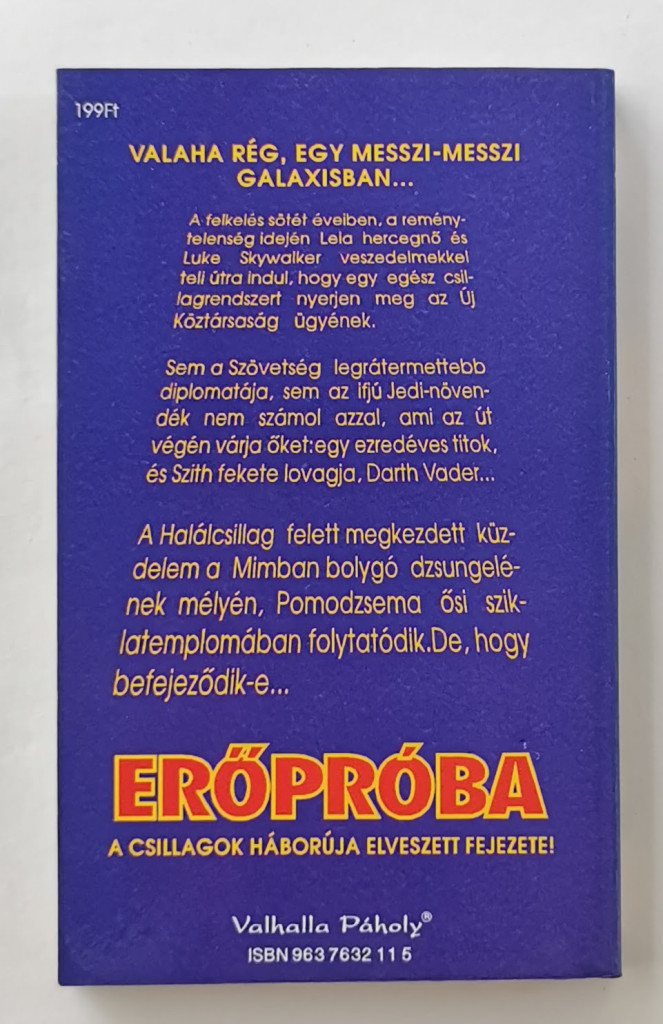 199Ft
VALAHA RÉG, EGY MESSZI-MESSZI
GALAXISBAN...
A felkelés sötét éveiben, a remény-
telenség idején Leia hercegnő és
Luke Skywalker veszedelmekkel
teli útra indul, hogy egy egész csil-
lagrendszert nyerjen meg az Új
Köztársaság ügyének.
Sem a Szövetség legrátermettebb
diplomatája, sem az ifjú Jedi-növen-
dék nem számol azzal, ami az út
végén várja őket:egy ezredéves titok,
és Szith fekete lovagja, Darth Vader...
A Halálcsillag felett megkezdett küz-
delem a Mimban bolygó dzsungelé-
nek mélyén, Pomodzsema ősi szik-
latemplomában folytatódik.De, hogy
befejeződik-e...
ERŐPRÓBA
A CSILLAGOK HÁBORÚJA ELVESZETT FEJEZETE!
Valhalla Páholy®
ISBN 963 7632 11 5